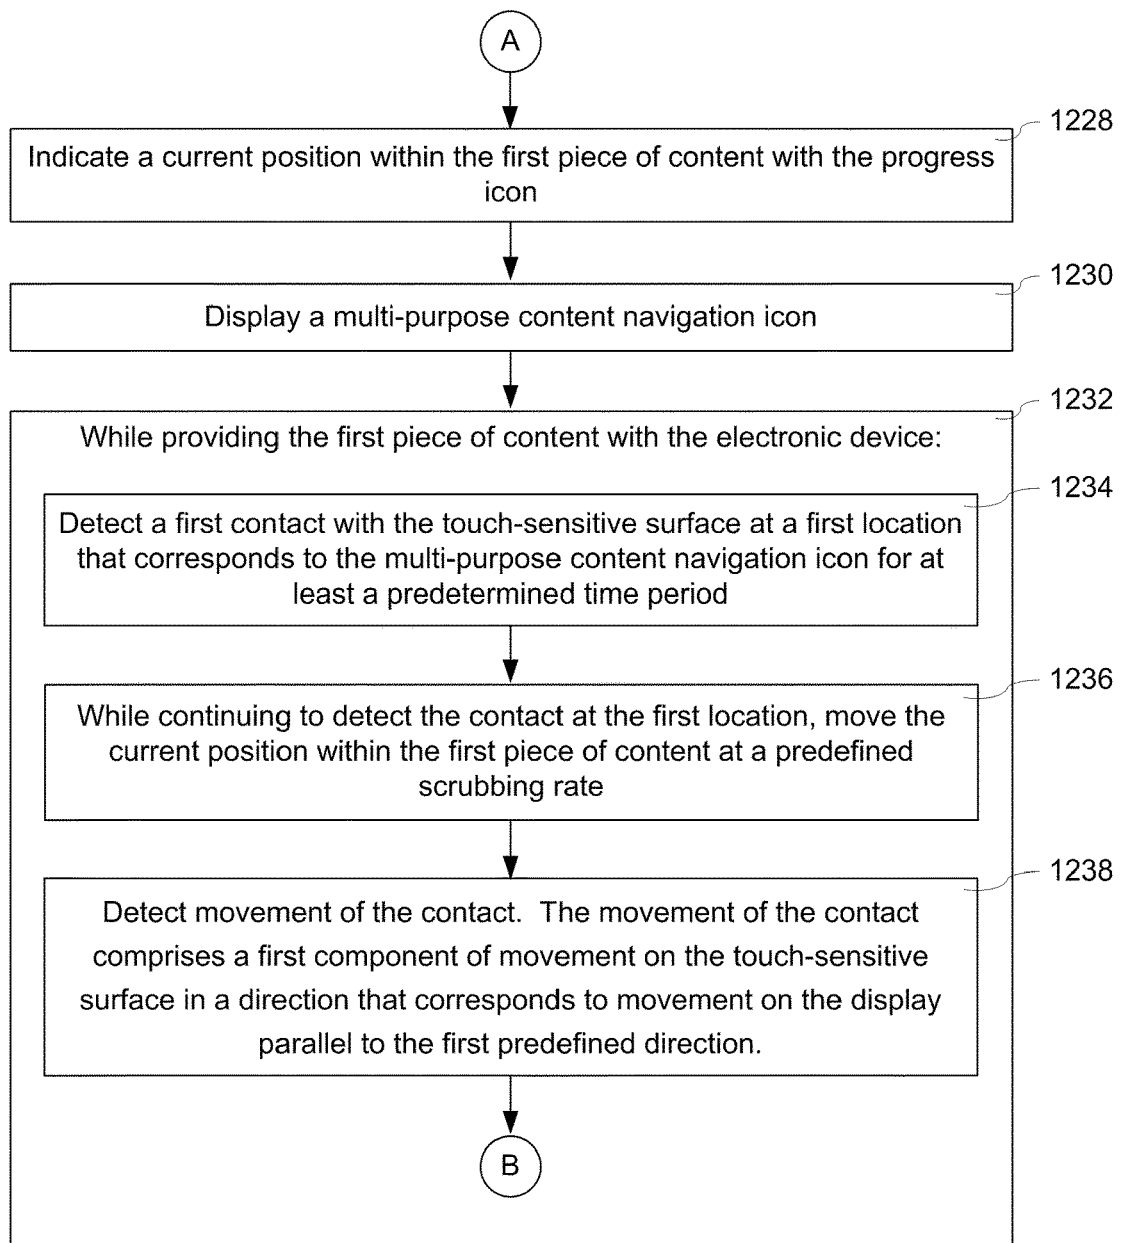 A
1228
Indicate a current position within the first piece of content with the progress
icon
1230
Display a multi-purpose content navigation icon
1232
While providing the first piece of content with the electronic device:
1234
Detect a first contact with the touch-sensitive surface at a first location
that corresponds to the multi-purpose content navigation icon for at
least a predetermined time period
1236
While continuing to detect the contact at the first location, move the
current position within the first piece of content at a predefined
scrubbing rate
1238
Detect movement of the contact.  The movement of the contact
comprises a first component of movement on the touch-sensitive
surface in a direction that corresponds to movement on the display
parallel to the first predefined direction.
B